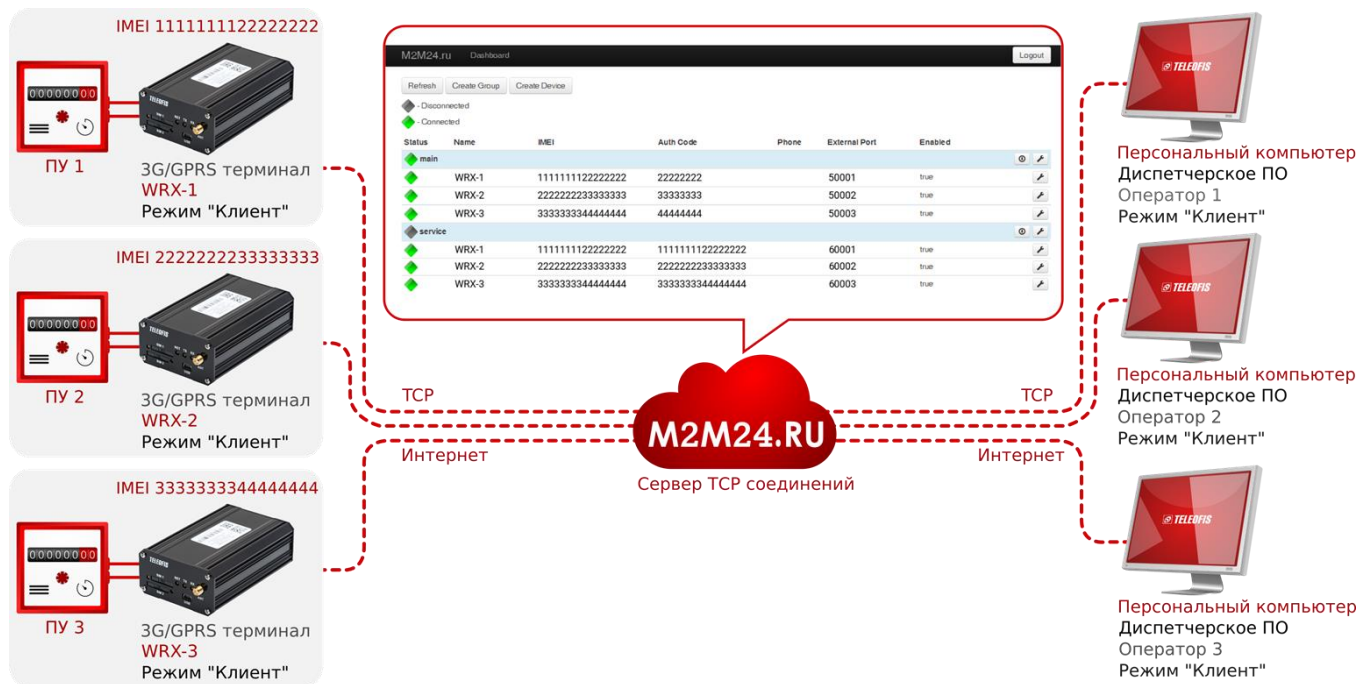 IMEI 1111111122222222
0000000
TELEOFIS
ПУ 1
3G/GPRS терминал
WRX-1
Режим "Клиент"
IMEI 2222222233333333
0000000
TELEOFIS
ПУ 2
3G/GPRS терминал
WRX-2
Режим "Клиент"
IMEI 3333333344444444
0000000
TELEOFIS
ПУ 3
3G/GPRS терминал
WRX-3
Режим "Клиент"
M2M24.ru Dashboard Logout
Refresh Create Group Create Device
- Disconnected
- Connected
Status Name IMEI Auth Code Phone External Port Enabled
main
WRX-1 1111111122222222 22222222 50001 true
WRX-2 2222222233333333 33333333 50002 true
WRX-3 3333333344444444 44444444 50003 true
service
WRX-1 1111111122222222 1111111122222222 60001 true
WRX-2 2222222233333333 2222222233333333 60002 true
WRX-3 3333333344444444 3333333344444444 60003 true
TCP
Интернет
M2M24.RU
Сервер TCP соединений
TCP
Интернет
TELEOFIS
Персональный компьютер
Диспетчерское ПО
Оператор 1
Режим "Клиент"
TELEOFIS
Персональный компьютер
Диспетчерское ПО
Оператор 2
Режим "Клиент"
TELEOFIS
Персональный компьютер
Диспетчерское ПО
Оператор 3
Режим "Клиент"